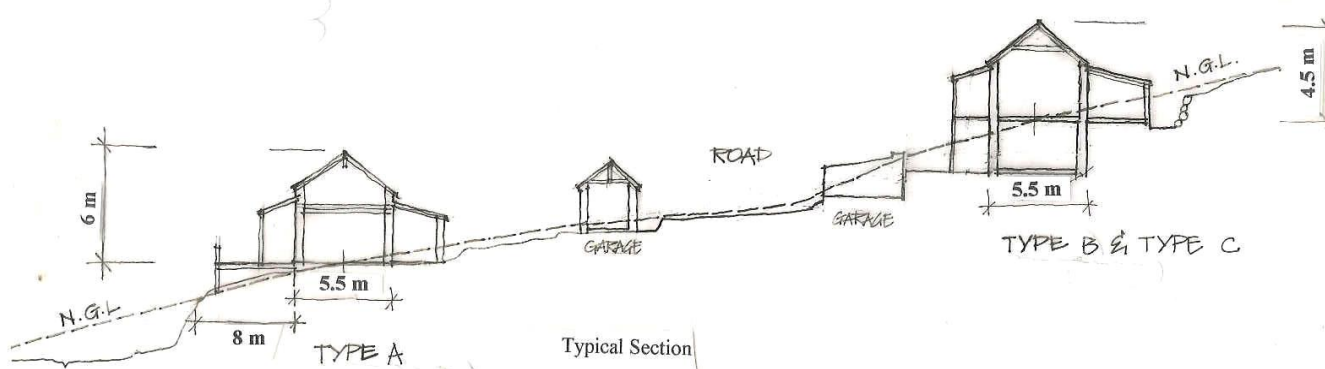 N.G.L.
4.5 m
ROAD
6 m
5.5 m
GARAGE
GARAGE
TYPE B & TYPE C
5.5 m
N.G.L
8 m
TYPE A
Typical Section